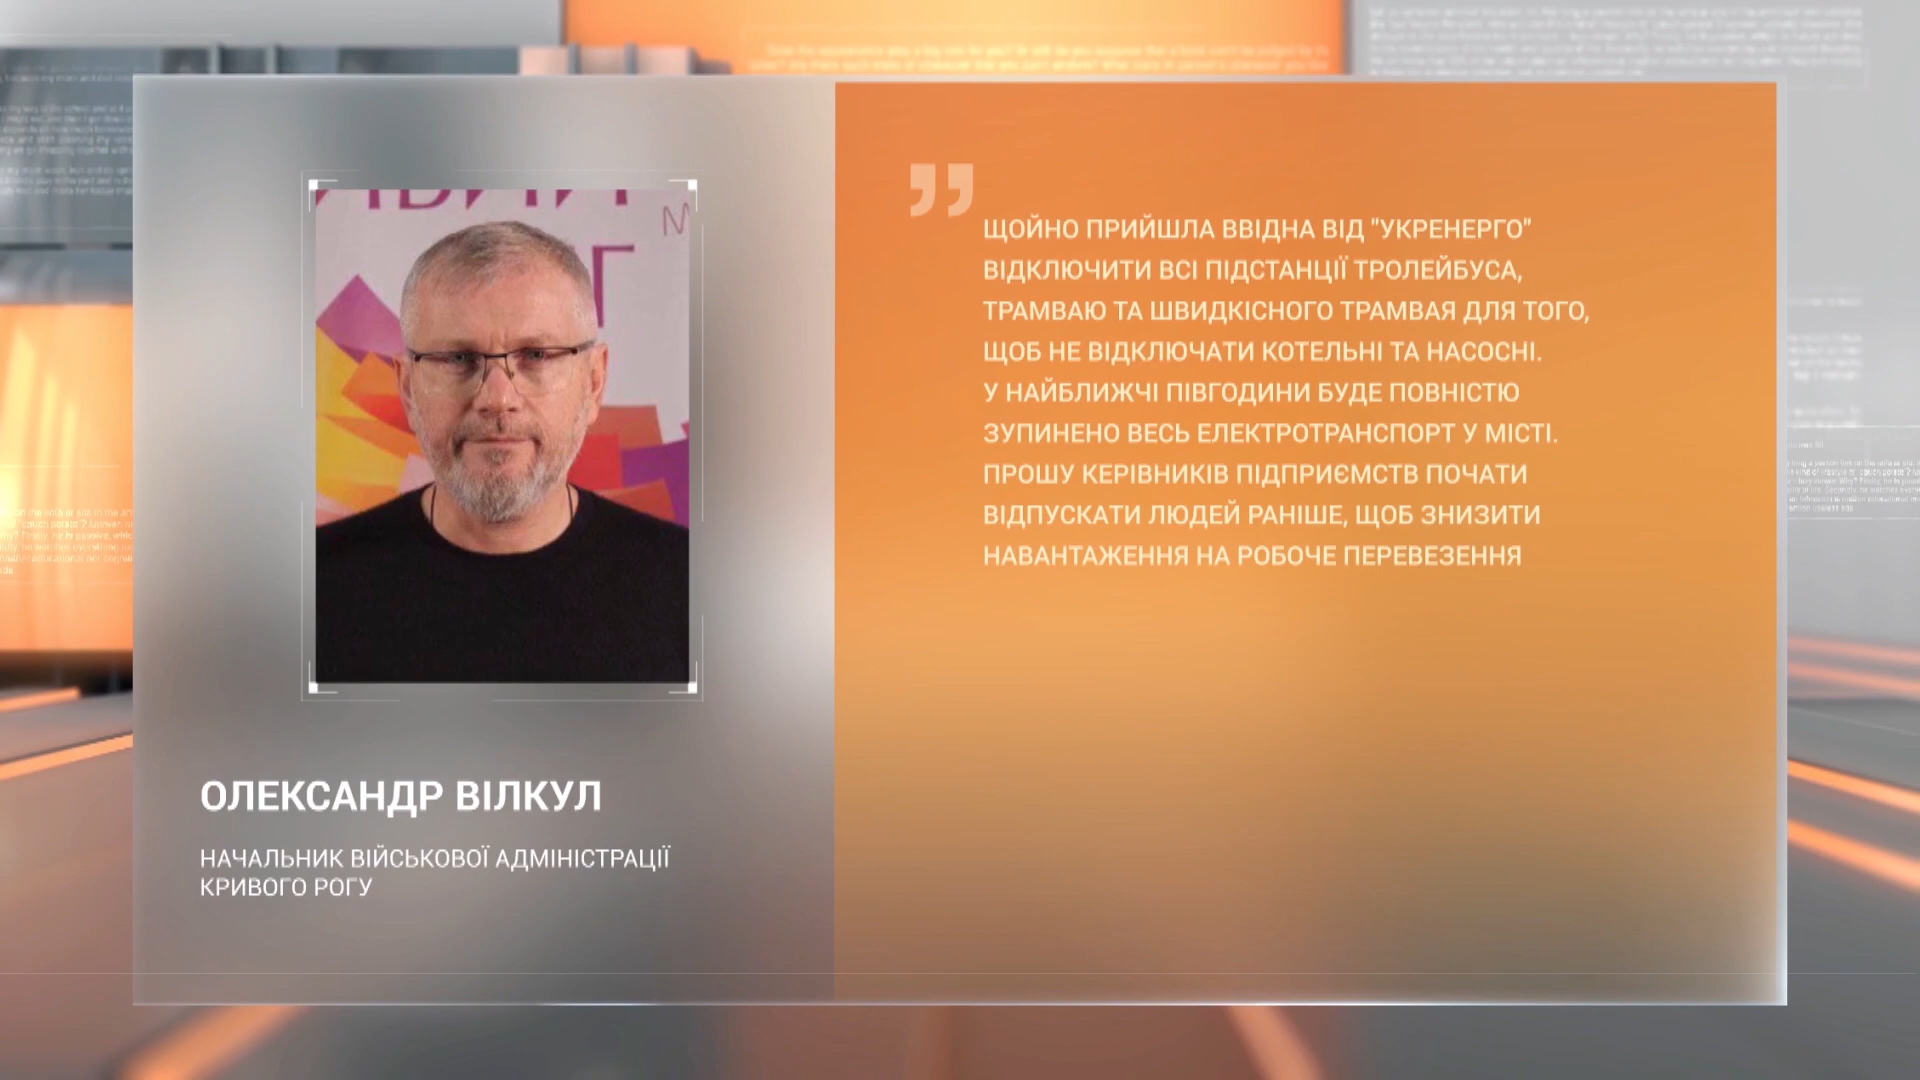 ЩОЙНО ПРИЙШЛА ВВІДНА ВІД "УКРЕНЕРГО"
ВІДКЛЮЧИТИ ВСІ ПІДСТАНЦІЇ ТРОЛЕЙБУСА,
ТРАМВАЮ ТА ШВИДКІСНОГО ТРАМВАЯ ДЛЯ ТОГО,
ЩОБ НЕ ВІДКЛЮЧАТИ КОТЕЛЬНІ ТА НАСОСНІ.
У НАЙБЛИЖЧІ ПІВГОДИНИ БУДЕ ПОВНІСТЮ
ЗУПИНЕНО ВЕСЬ ЕЛЕКТРОТРАНСПОРТ У МІСТІ.
ПРОШУ КЕРІВНИКІВ ПІДПРИЄМСТВ ПОЧАТИ
ВІДПУСКАТИ ЛЮДЕЙ РАНІШЕ, ЩОБ ЗНИЗИТИ
НАВАНТАЖЕННЯ НА РОБОЧЕ ПЕРЕВЕЗЕННЯ
ОЛЕКСАНДР ВІЛКУЛ
НАЧАЛЬНИК ВІЙСЬКОВОЇ АДМІНІСТРАЦІЇ
КРИВОГО РОГУ